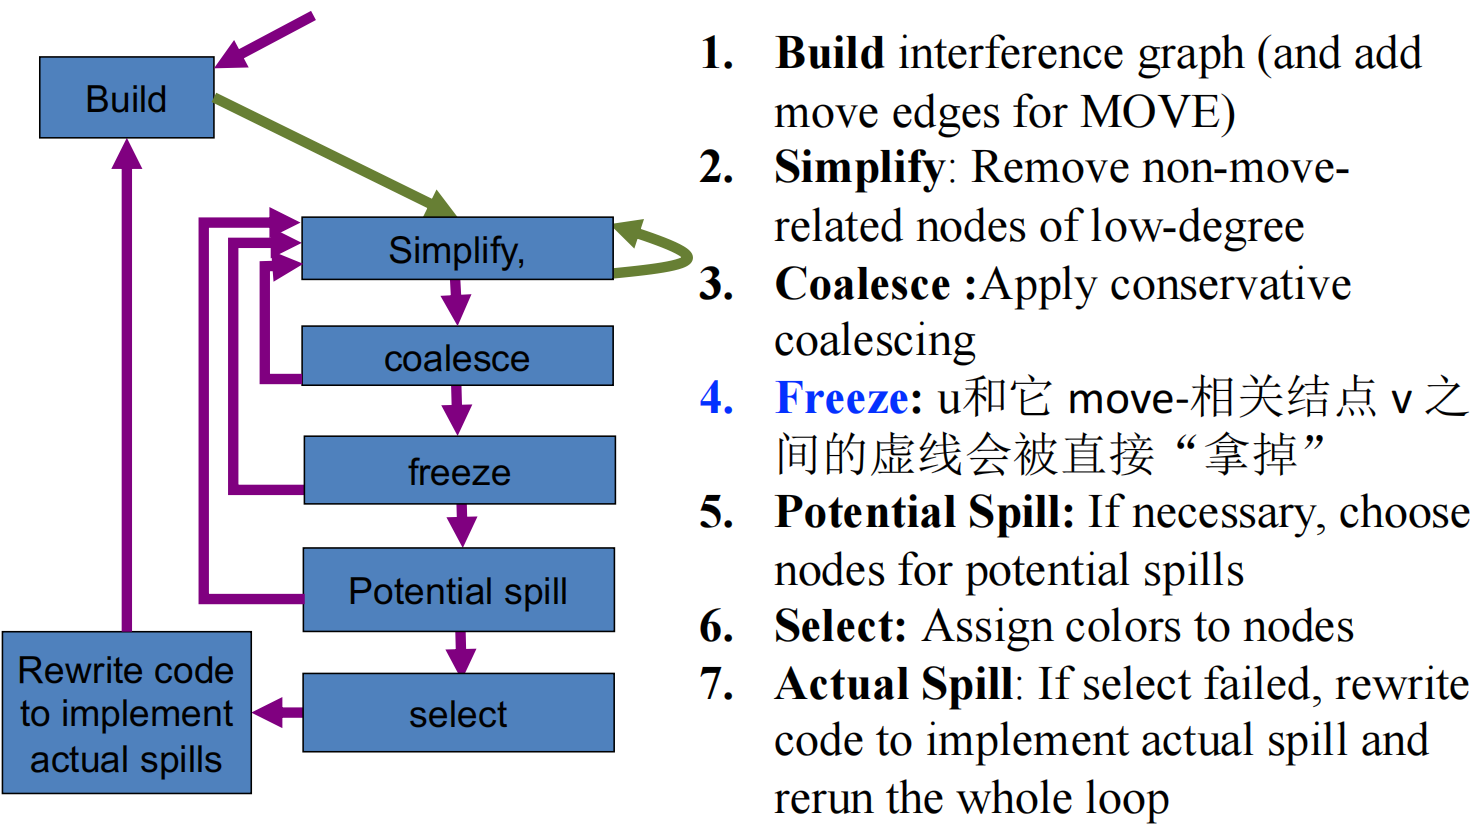 Build
Simplify,
coalesce
freeze
Potential spill
select
Rewrite code
to implement
actual spills
1. Build interference graph (and add
move edges for MOVE)
2. Simplify: Remove non-move-
related nodes of low-degree
3. Coalesce :Apply conservative
coalescing
4. Freeze: u和它 move-相关结点 v 之
间的虚线会被直接“拿掉”
5. Potential Spill: If necessary, choose
nodes for potential spills
6. Select: Assign colors to nodes
7. Actual Spill: If select failed, rewrite
code to implement actual spill and
rerun the whole loop